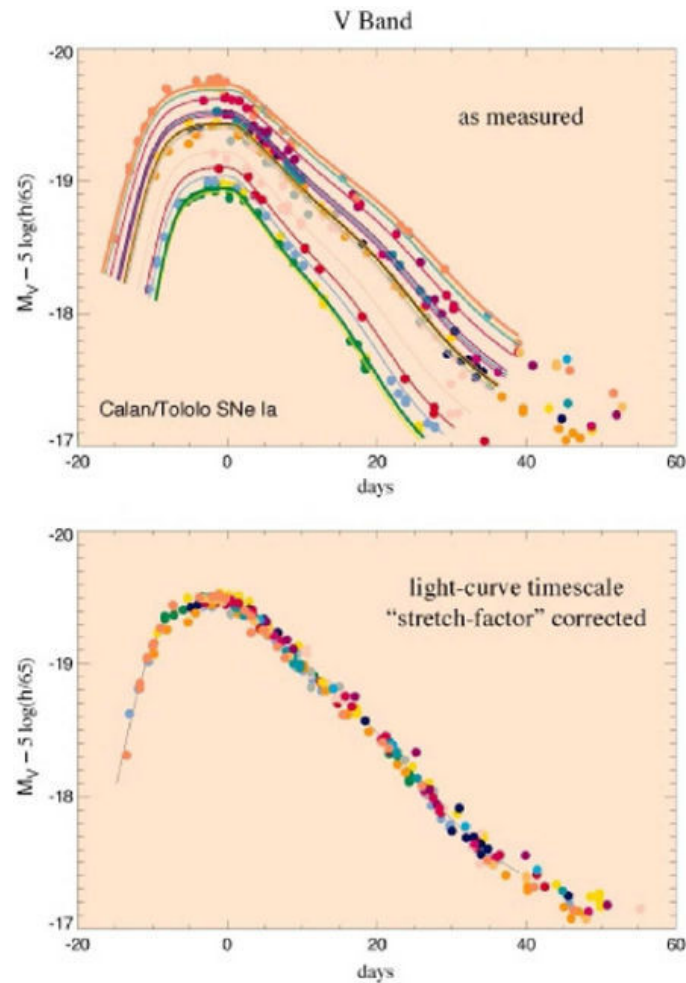 V Band
-20
as measured
-19
M_V – 5 log(h/65)
-18
Calan/Tololo SNe Ia
-17
-20 0 20 40 60
days
-20
light-curve timescale
“stretch-factor” corrected
-19
M_V – 5 log(h/65)
-18
-17
-20 0 20 40 60
days